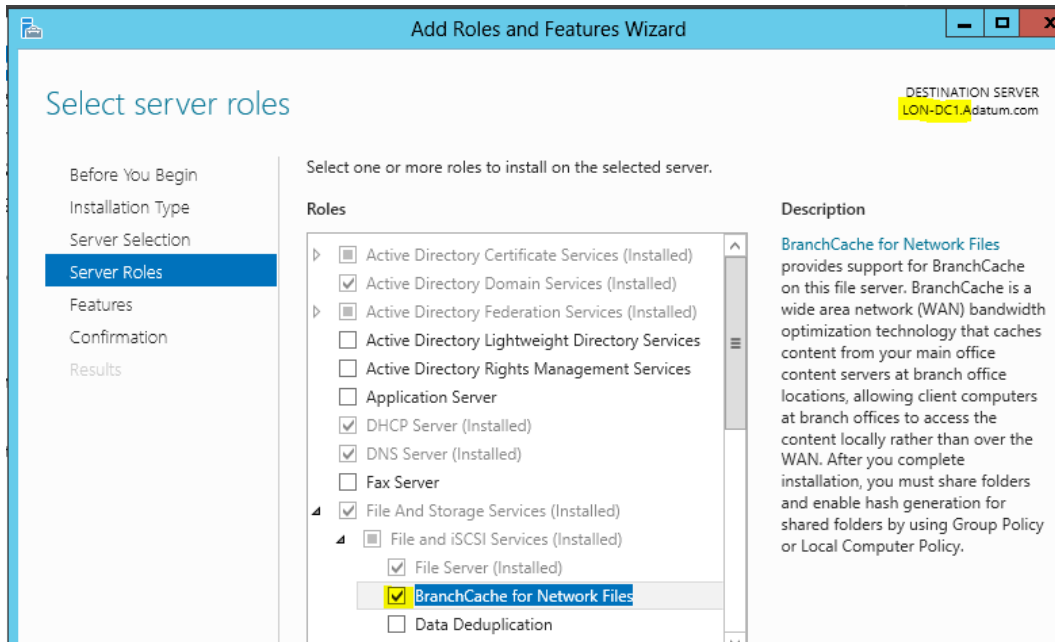 Add Roles and Features Wizard
Select server roles
DESTINATION SERVER
LON-DC1.Adatum.com
Before You Begin
Installation Type
Server Selection
Server Roles
Features
Confirmation
Results
Select one or more roles to install on the selected server.
Roles
Active Directory Certificate Services (Installed)
Active Directory Domain Services (Installed)
Active Directory Federation Services (Installed)
Active Directory Lightweight Directory Services
Active Directory Rights Management Services
Application Server
DHCP Server (Installed)
DNS Server (Installed)
Fax Server
File And Storage Services (Installed)
File and iSCSI Services (Installed)
File Server (Installed)
BranchCache for Network Files
Data Deduplication
Description
BranchCache for Network Files
provides support for BranchCache
on this file server. BranchCache is a
wide area network (WAN) bandwidth
optimization technology that caches
content from your main office
content servers at branch office
locations, allowing client computers
at branch offices to access the
content locally rather than over the
WAN. After you complete
installation, you must share folders
and enable hash generation for
shared folders by using Group Policy
or Local Computer Policy.